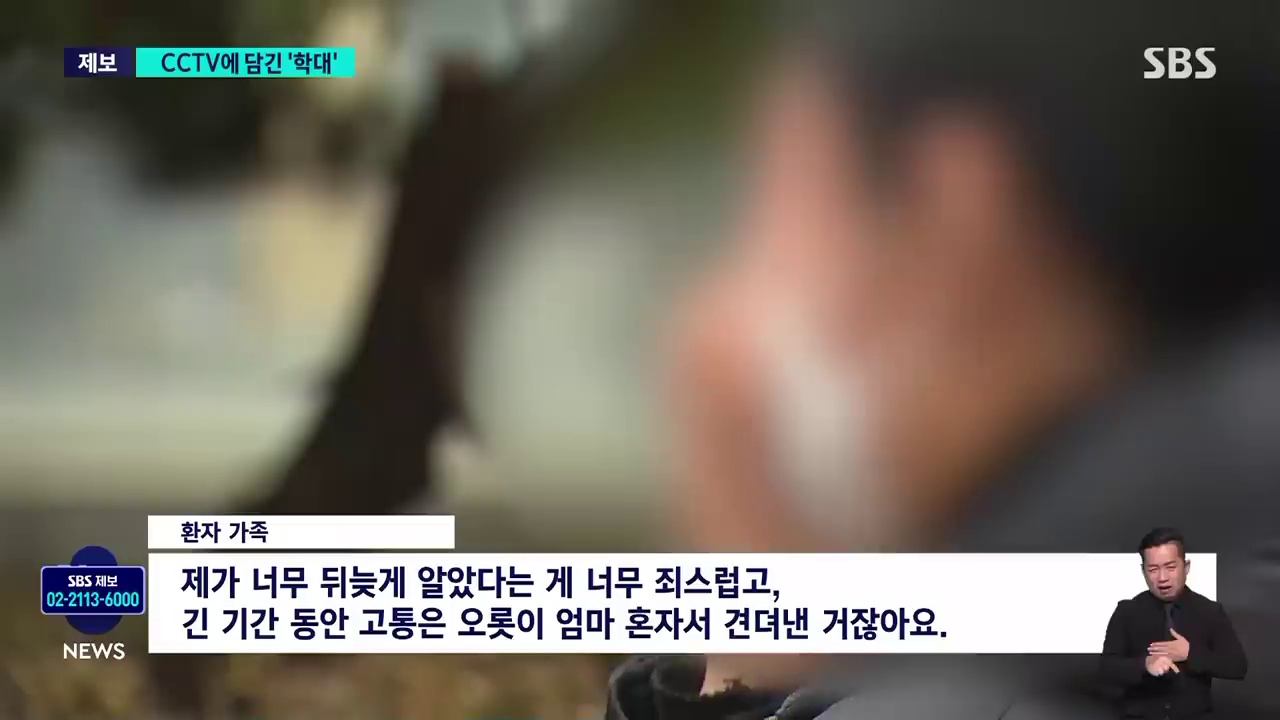 제보 CCTV에 담긴 '학대'
SBS
환자 가족
제가 너무 뒤늦게 알았다는 게 너무 죄스럽고,
긴 기간 동안 고통은 오롯이 엄마 혼자서 견뎌낸 거잖아요.
SBS 제보
02-2113-6000
NEWS